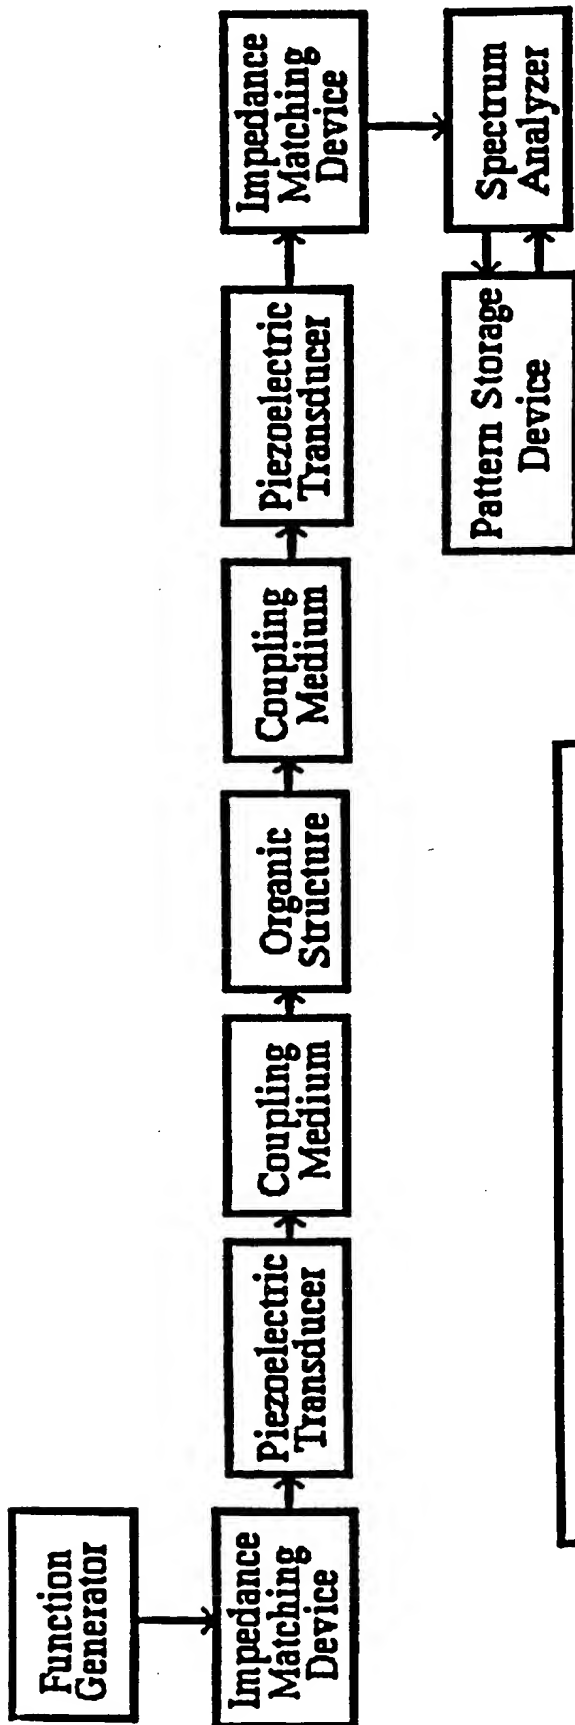 Function
Generator
Impedance
Matching
Device
Piezoelectric
Transducer
Coupling
Medium
Organic
Structure
Coupling
Medium
Piezoelectric
Transducer
Impedance
Matching
Device
Spectrum
Analyzer
Pattern Storage
Device